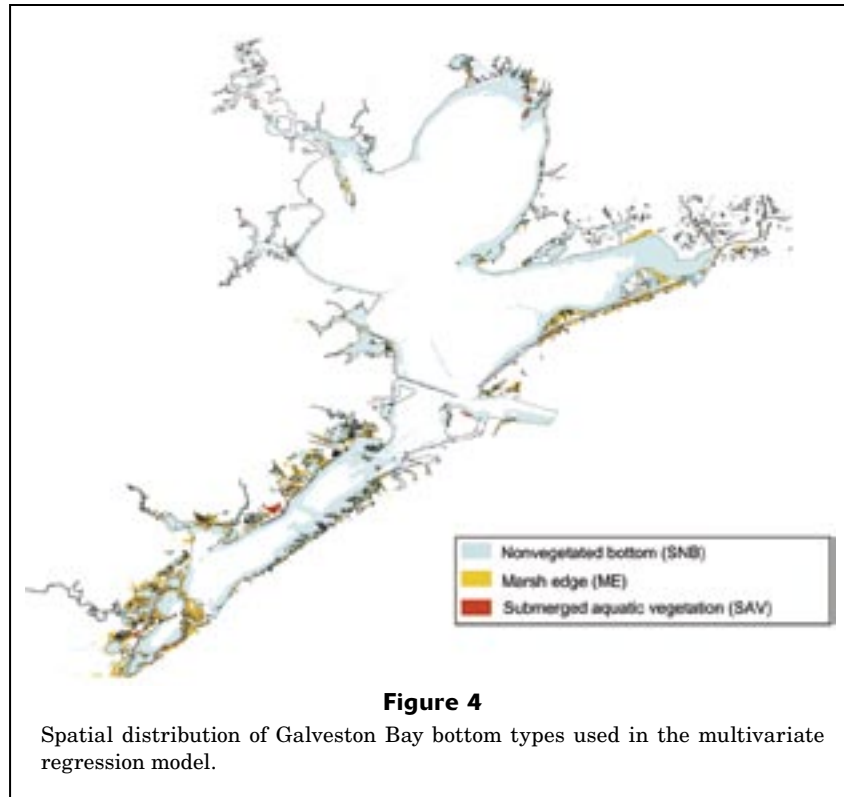 Nonvegetated bottom (SNB)
Marsh edge (ME)
Submerged aquatic vegetation (SAV)
Figure 4
Spatial distribution of Galveston Bay bottom types used in the multivariate
regression model.